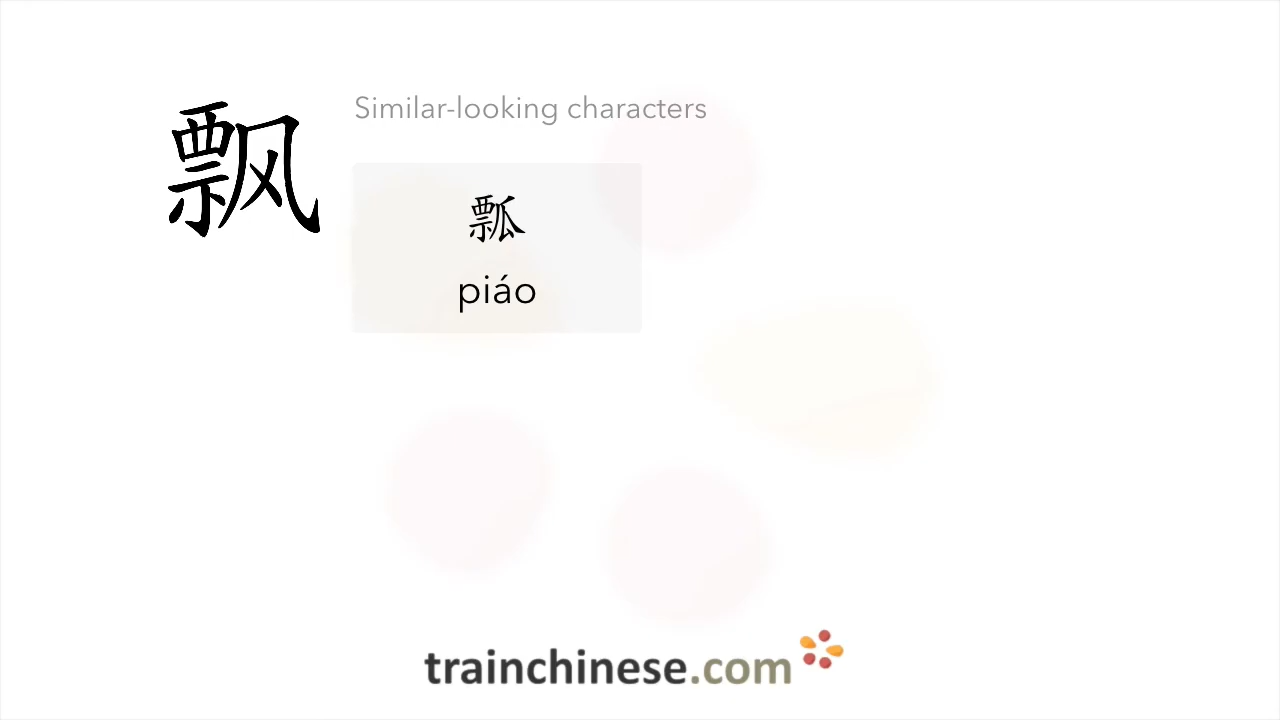 飘
Similar-looking characters
瓢
piáo
trainchinese.com